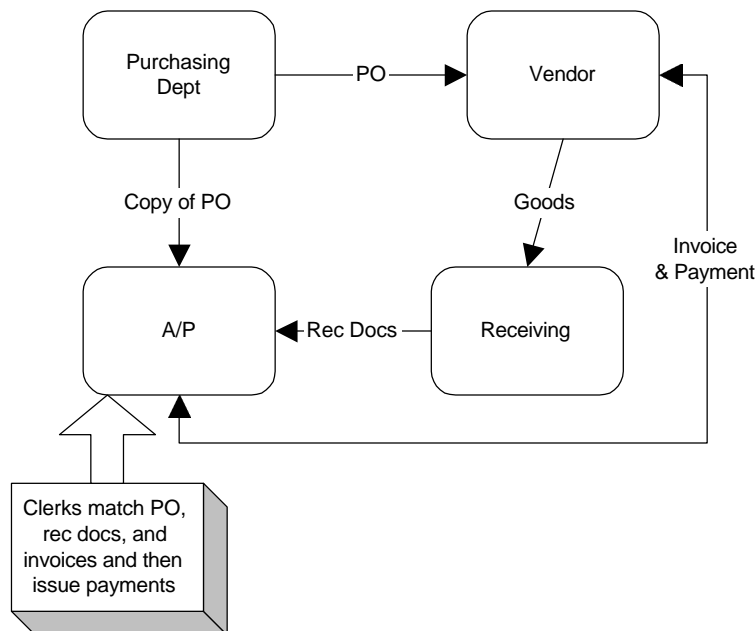 Purchasing
Dept
PO
Vendor
Copy of PO
Goods
Invoice
& Payment
A/P
Rec Docs
Receiving
Clerks match PO,
rec docs, and
invoices and then
issue payments